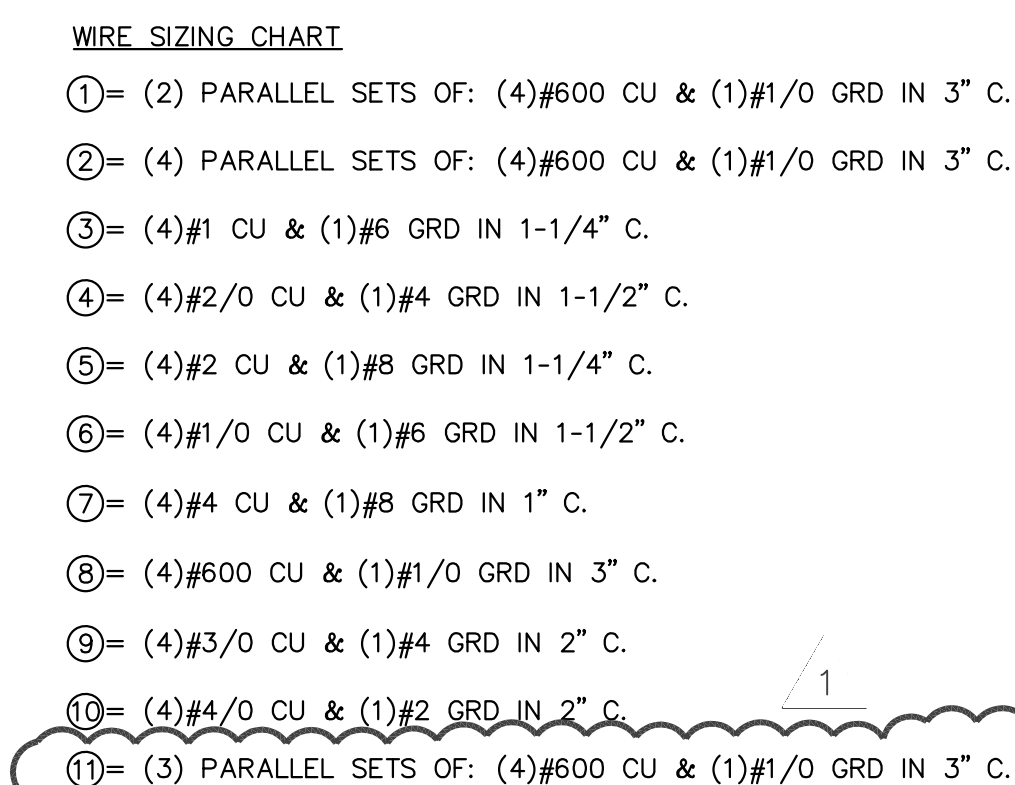 WIRE SIZING CHART
1= (2) PARALLEL SETS OF: (4)#600 CU & (1)#1/0 GRD IN 3" C.
2= (4) PARALLEL SETS OF: (4)#600 CU & (1)#1/0 GRD IN 3" C.
3= (4)#1 CU & (1)#6 GRD IN 1-1/4" C.
4= (4)#2/0 CU & (1)#4 GRD IN 1-1/2" C.
5= (4)#2 CU & (1)#8 GRD IN 1-1/4" C.
6= (4)#1/0 CU & (1)#6 GRD IN 1-1/2" C.
7= (4)#4 CU & (1)#8 GRD IN 1" C.
8= (4)#600 CU & (1)#1/0 GRD IN 3" C.
9= (4)#3/0 CU & (1)#4 GRD IN 2" C.
1
10= (4)#4/0 CU & (1)#2 GRD IN 2" C.
11= (3) PARALLEL SETS OF: (4)#600 CU & (1)#1/0 GRD IN 3" C.